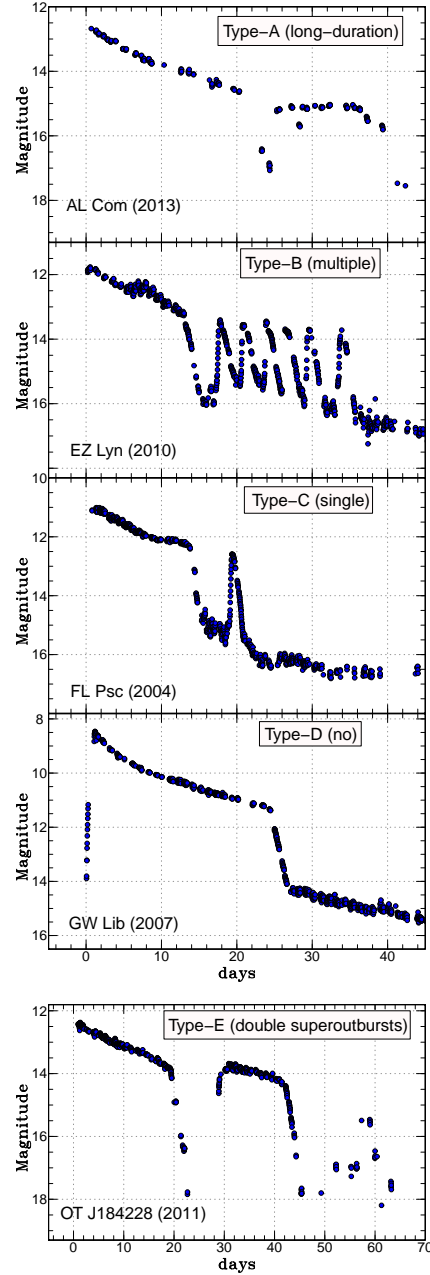 12
14
16
18
Magnitude
Type-A (long-duration)
AL Com (2013)
12
14
16
Magnitude
Type-B (multiple)
EZ Lyn (2010)
10
12
14
16
Magnitude
Type-C (single)
FL Psc (2004)
8
10
12
14
16
Magnitude
Type-D (no)
GW Lib (2007)
0 10 20 30 40
days
12
14
16
18
Magnitude
Type-E (double superoutbursts)
OT J184228 (2011)
0 10 20 30 40 50 60 70
days